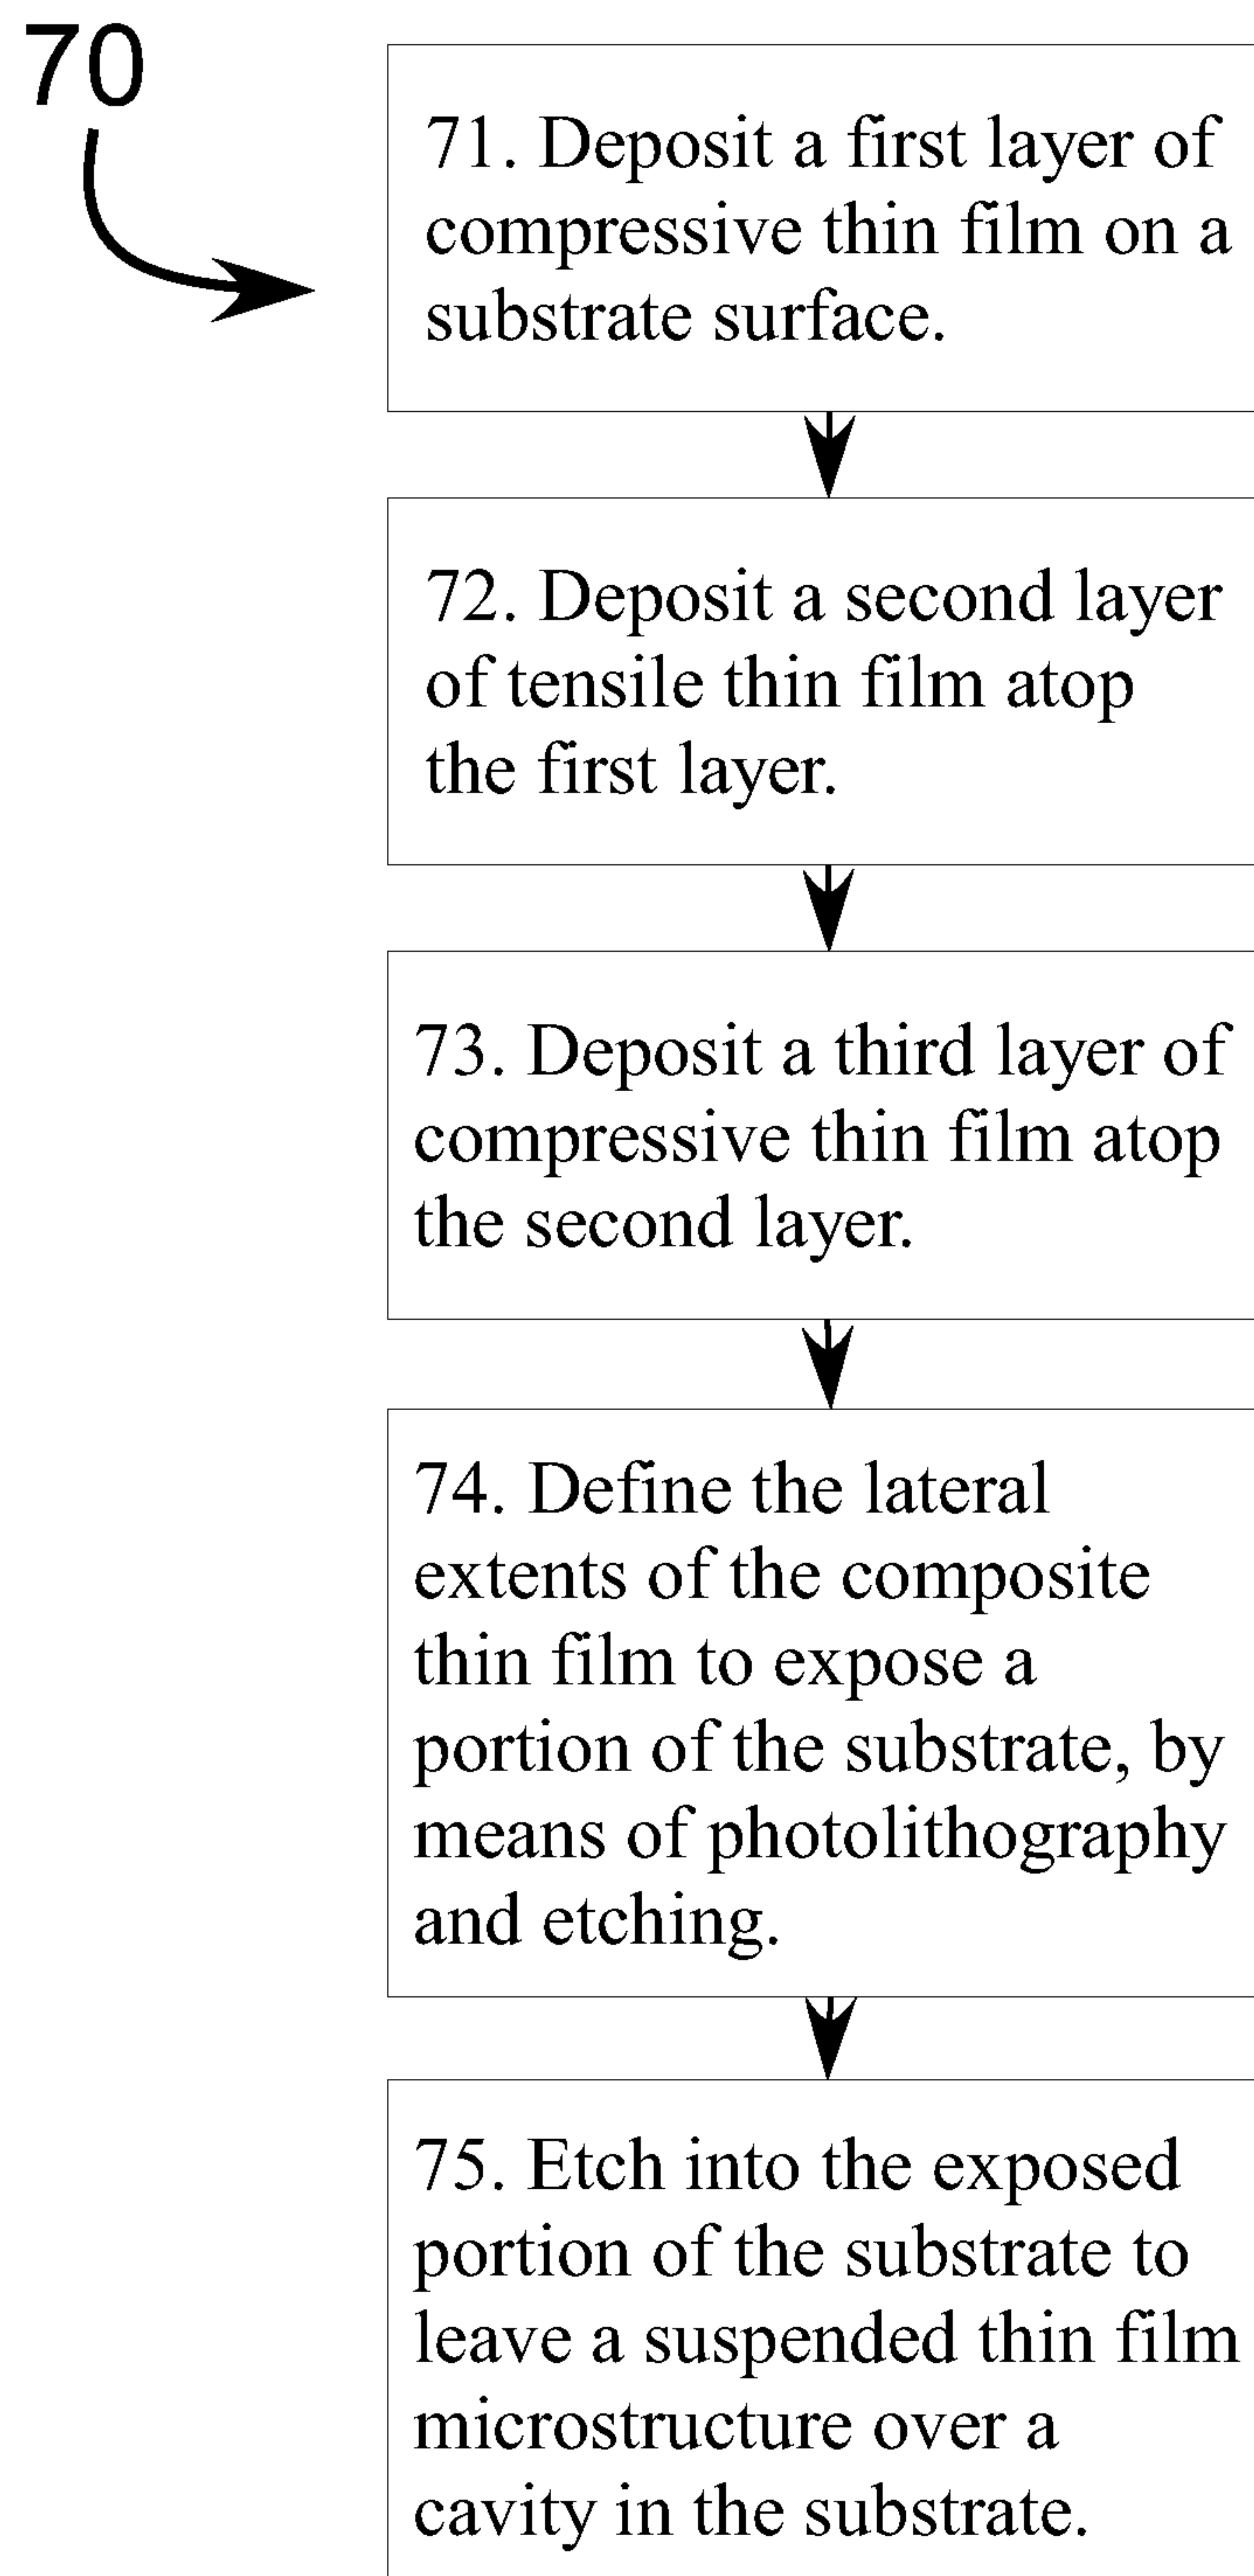 70
71. Deposit a first layer of
compressive thin film on a
substrate surface.
72. Deposit a second layer
of tensile thin film atop
the first layer.
73. Deposit a third layer of
compressive thin film atop
the second layer.
74. Define the lateral
extents of the composite
thin film to expose a
portion of the substrate, by
means of photolithography
and etching.
75. Etch into the exposed
portion of the substrate to
leave a suspended thin film
microstructure over a
cavity in the substrate.